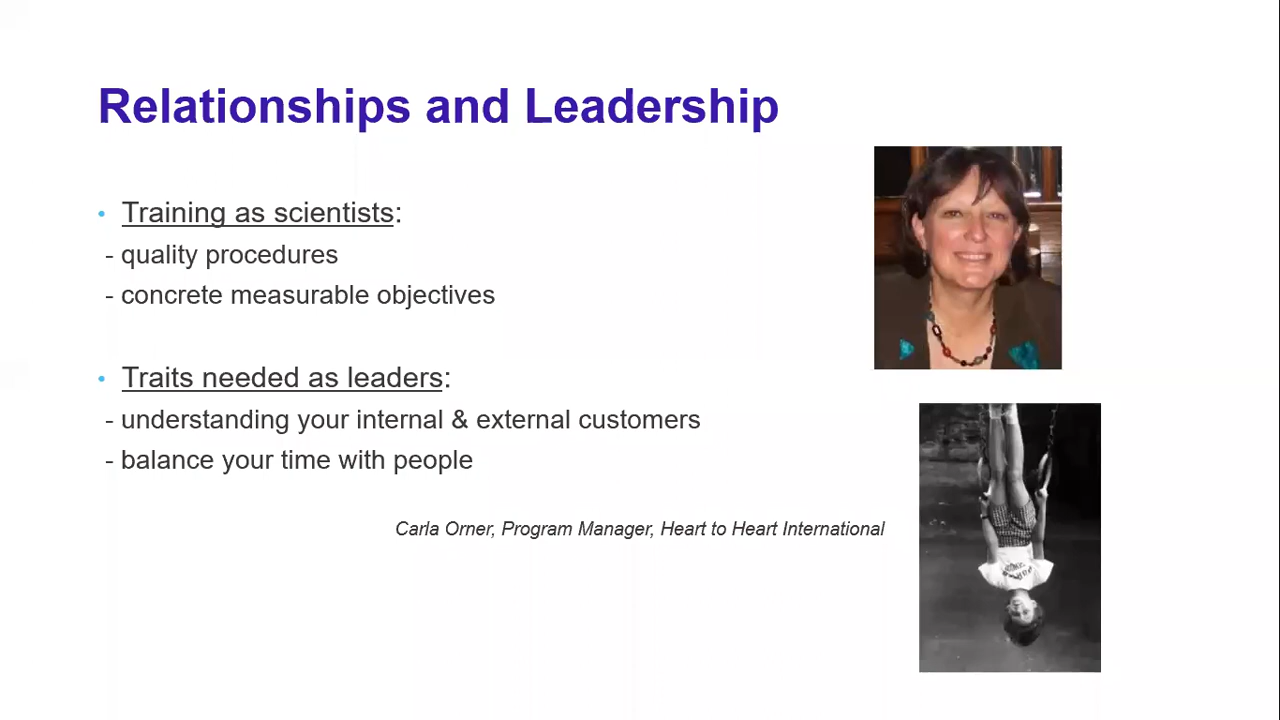 Relationships and Leadership
• Training as scientists:
- quality procedures
- concrete measurable objectives
• Traits needed as leaders:
- understanding your internal & external customers
- balance your time with people
Carla Orner, Program Manager, Heart to Heart International